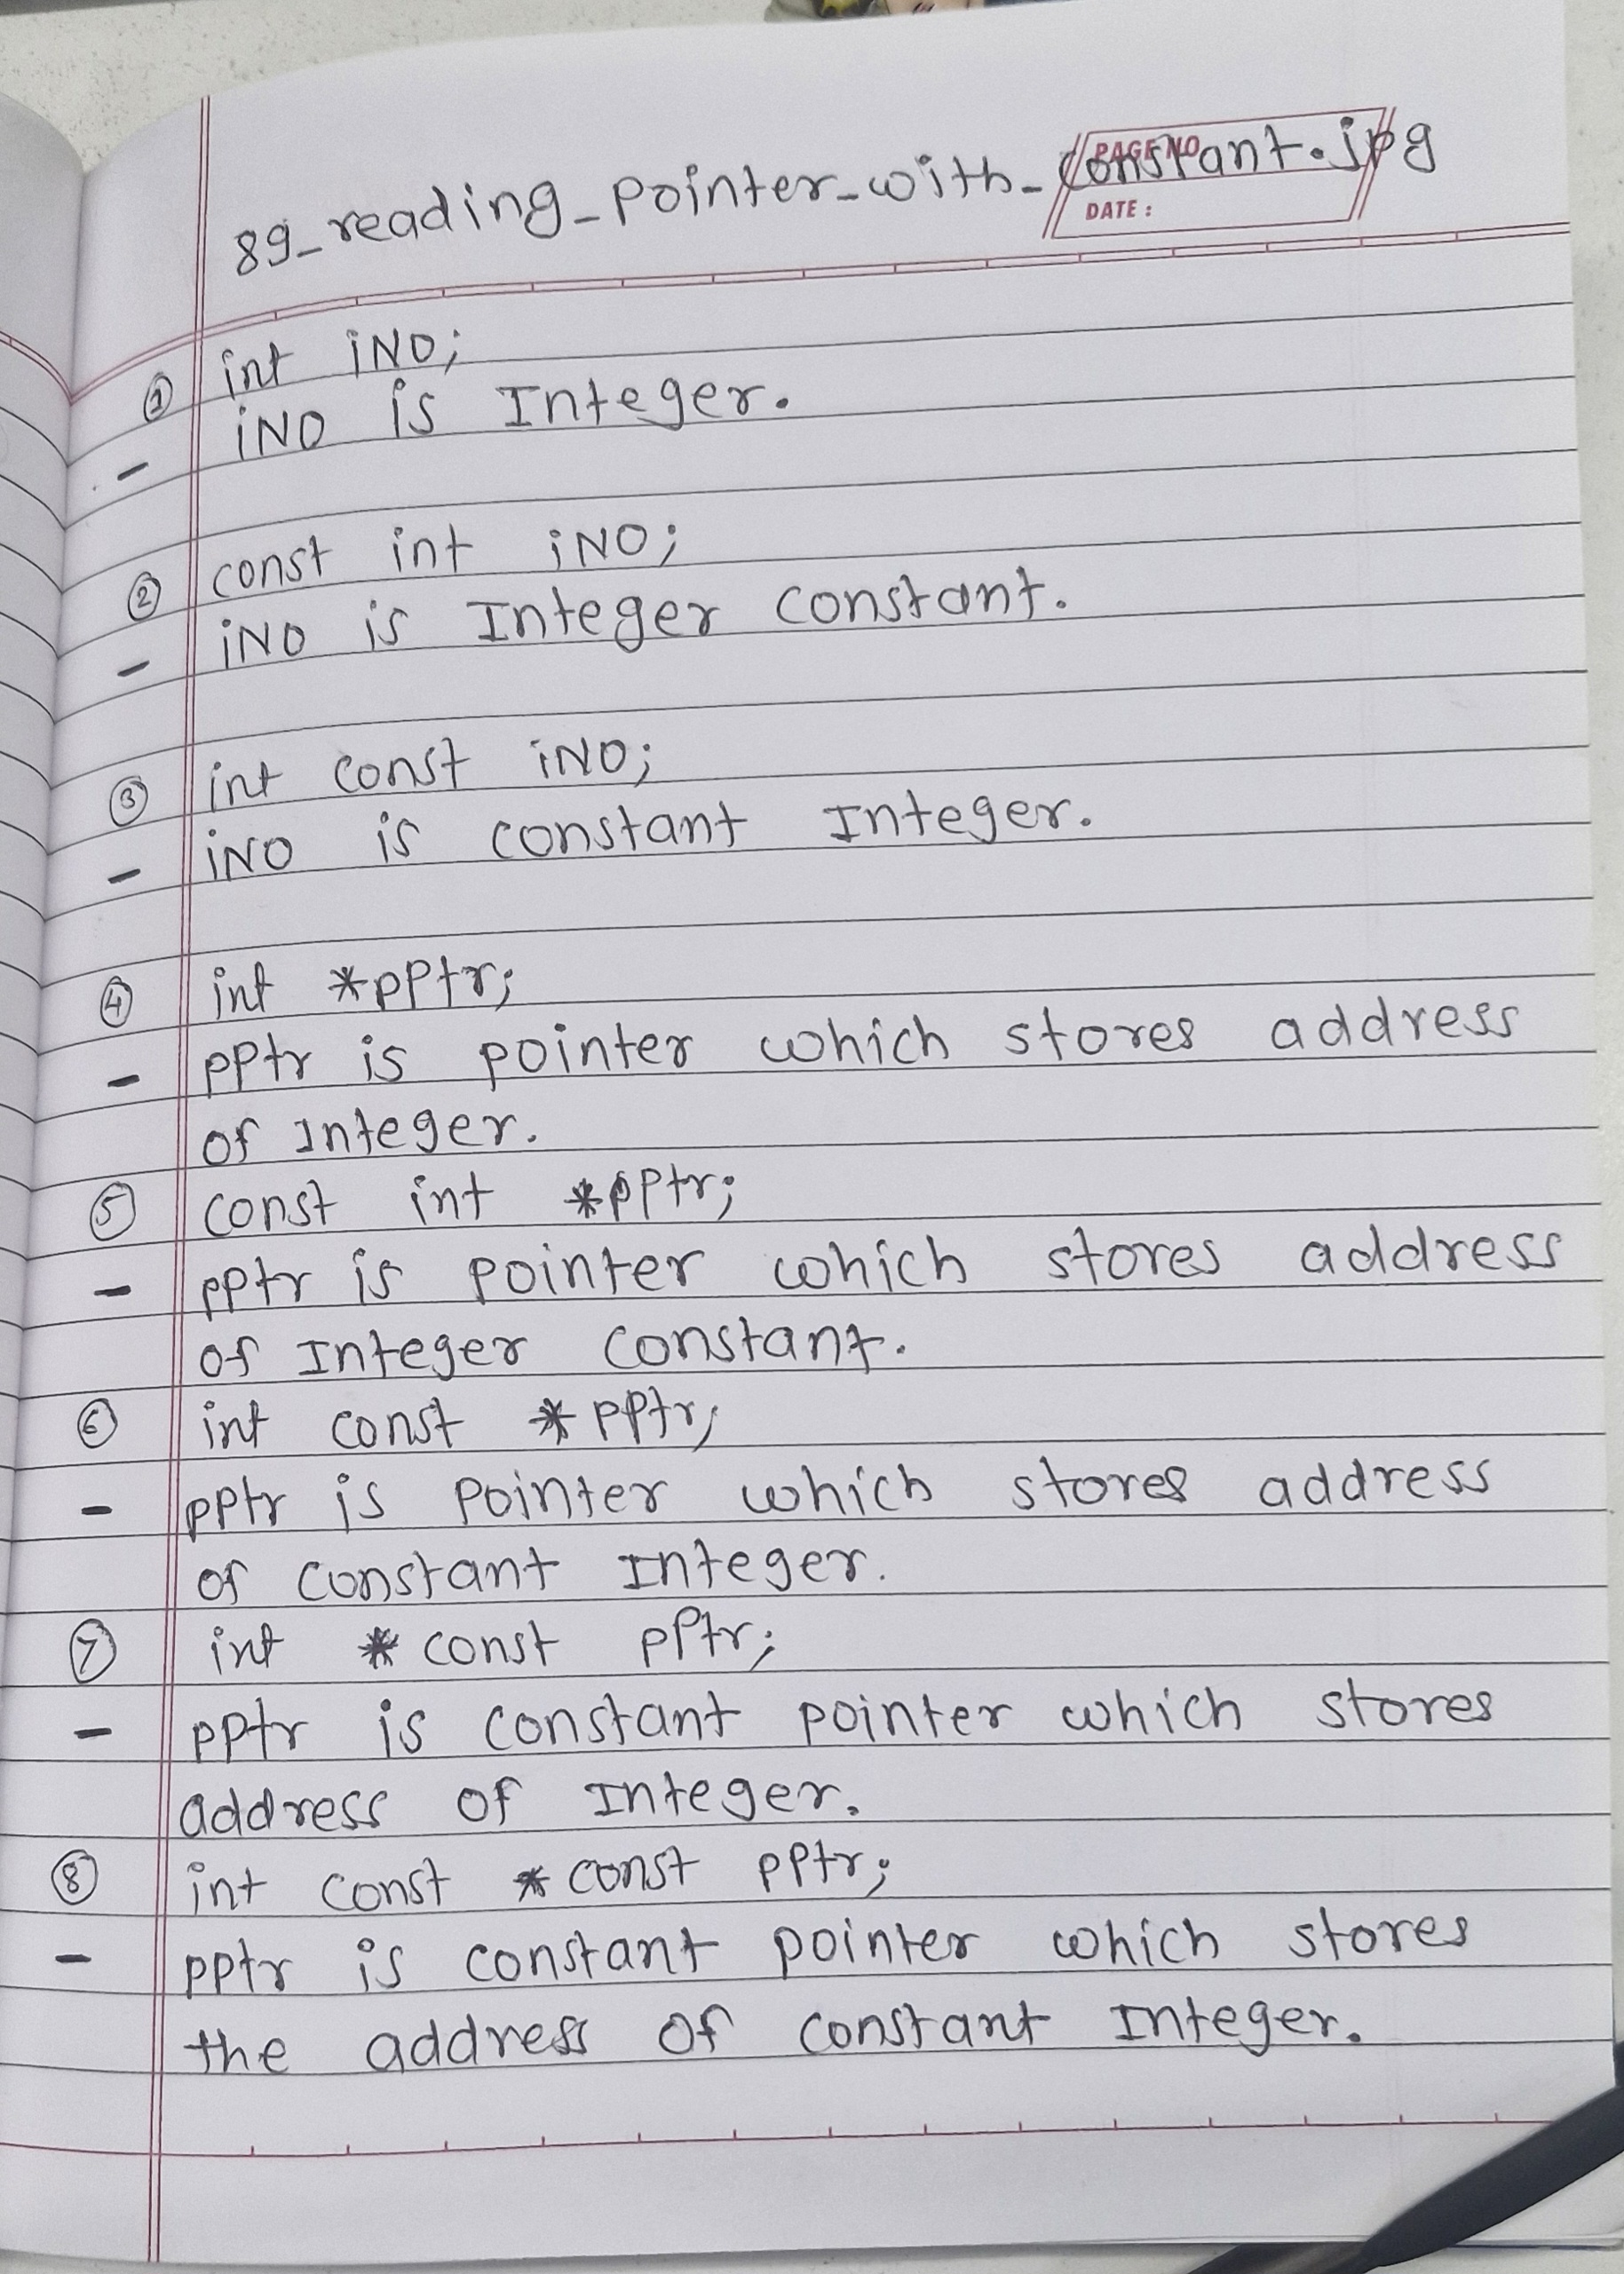 PAGE NO
DATE :
89_reading_pointer_with_constant.jpg
① int iNO;
- iNO is Integer.
② const int iNO;
- iNO is Integer constant.
③ int const iNO;
- iNO is constant Integer.
④ int *pPtr;
- pPtr is pointer which stores address
of Integer.
⑤ const int *pPtr;
- pPtr is pointer which stores address
of Integer constant.
⑥ int const *pPtr;
- pPtr is pointer which stores address
of constant Integer.
⑦ int * const pPtr;
- pPtr is constant pointer which stores
address of Integer.
⑧ int const * const pPtr;
- pPtr is constant pointer which stores
the address of constant Integer.